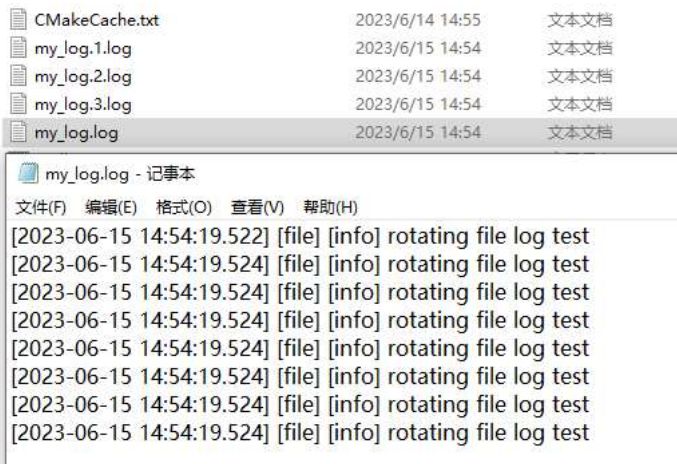 CMakeCache.txt 2023/6/14 14:55 文本文档
my_log.1.log 2023/6/15 14:54 文本文档
my_log.2.log 2023/6/15 14:54 文本文档
my_log.3.log 2023/6/15 14:54 文本文档
my_log.log 2023/6/15 14:54 文本文档
my_log.log - 记事本
文件(F) 编辑(E) 格式(O) 查看(V) 帮助(H)
[2023-06-15 14:54:19.522] [file] [info] rotating file log test
[2023-06-15 14:54:19.524] [file] [info] rotating file log test
[2023-06-15 14:54:19.524] [file] [info] rotating file log test
[2023-06-15 14:54:19.524] [file] [info] rotating file log test
[2023-06-15 14:54:19.524] [file] [info] rotating file log test
[2023-06-15 14:54:19.524] [file] [info] rotating file log test
[2023-06-15 14:54:19.524] [file] [info] rotating file log test
[2023-06-15 14:54:19.524] [file] [info] rotating file log test